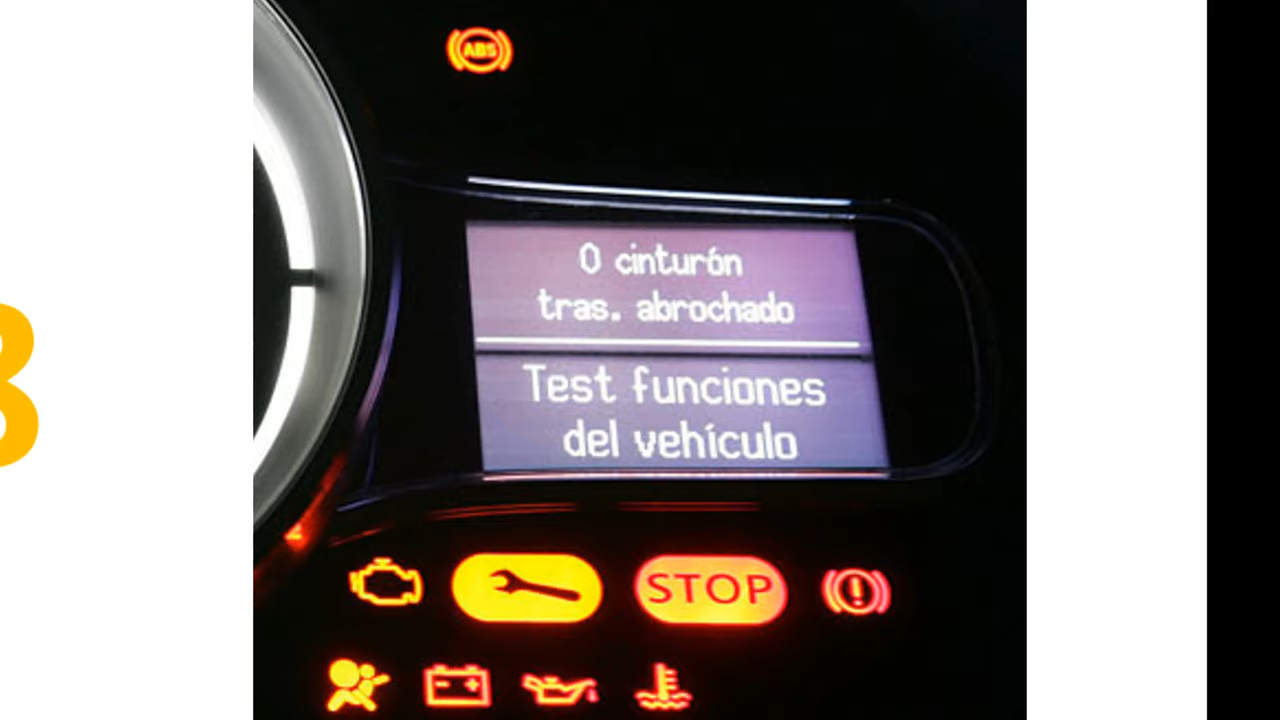 ABS
0 cinturón
tras. abrochado
Test funciones
del vehículo
STOP